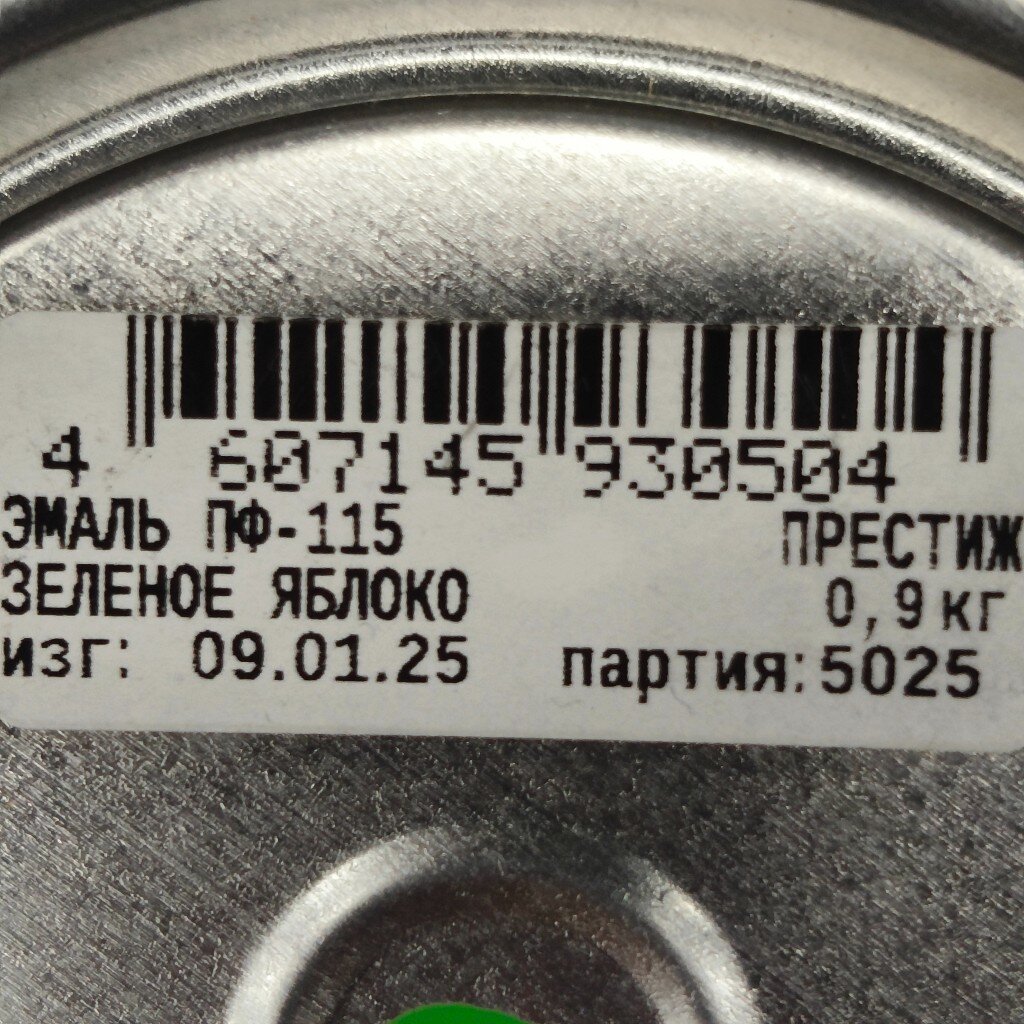 4 607145 930504
ЭМАЛЬ ПФ-115 ПРЕСТИЖ
ЗЕЛЕНОЕ ЯБЛОКО 0,9кг
изг: 09.01.25 партия:5025